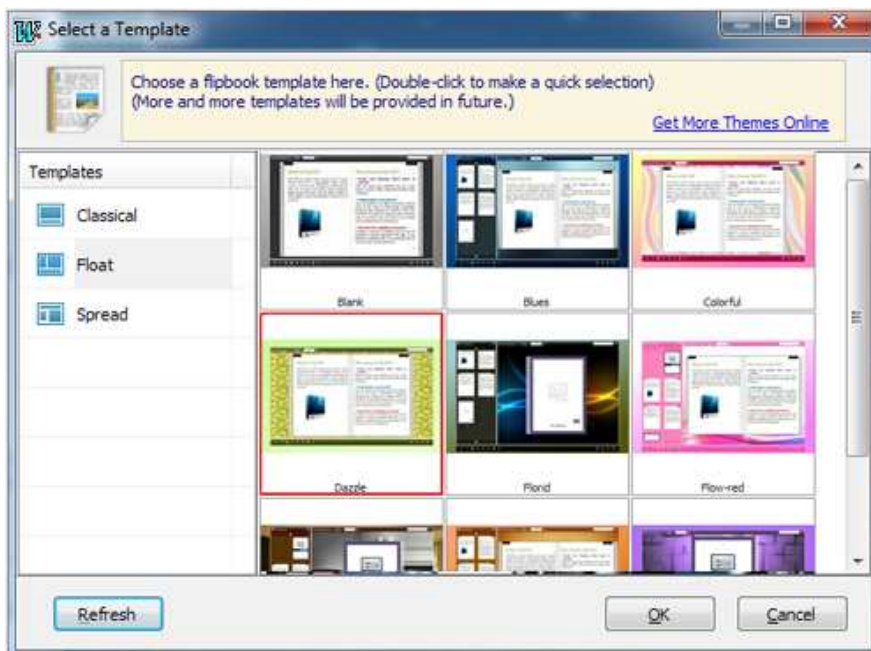 Select a Template
Choose a flipbook template here. (Double-click to make a quick selection)
(More and more templates will be provided in future.)
Get More Themes Online
Templates
Classical
Float
Spread
Blank
Blues
Colorful
Dazzle
Florid
Flow-red
Refresh
OK
Cancel